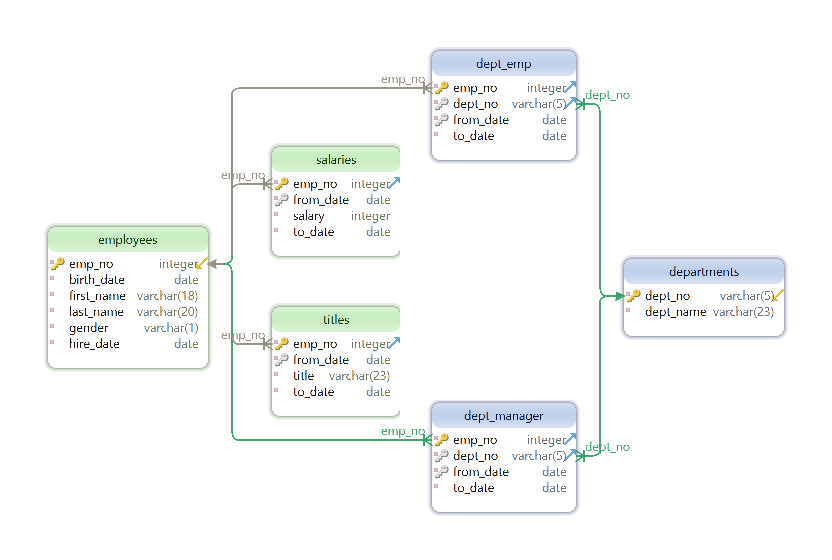 dept_emp
emp_no integer
dept_no varchar(5)
from_date date
to_date date
emp_no
dept_no
salaries
emp_no integer
from_date date
salary integer
to_date date
emp_no
employees
emp_no integer
birth_date date
first_name varchar(18)
last_name varchar(20)
gender varchar(1)
hire_date date
departments
dept_no varchar(5)
dept_name varchar(23)
titles
emp_no integer
from_date date
title varchar(23)
to_date date
emp_no
dept_manager
emp_no integer
dept_no varchar(5)
from_date date
to_date date
emp_no
dept_no